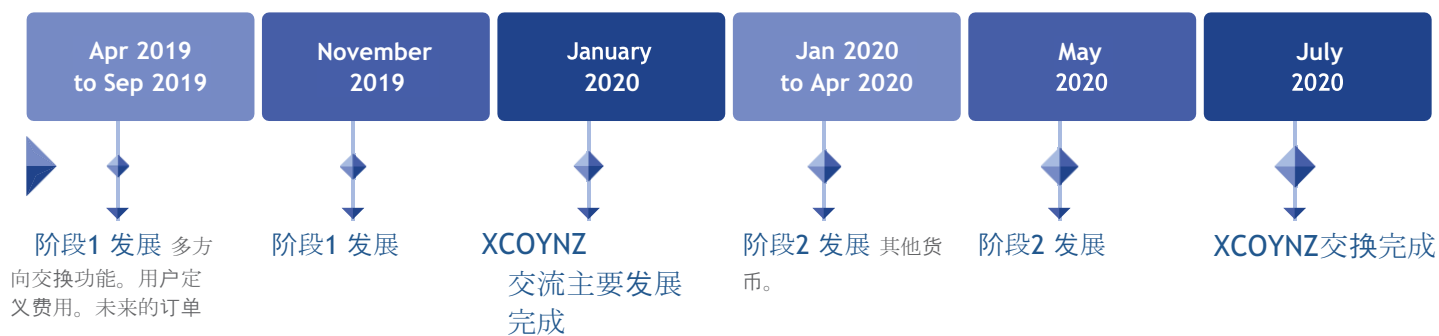 Apr 2019
to Sep 2019
November
2019
January
2020
Jan 2020
to Apr 2020
May
2020
July
2020
阶段1 发展 多方
向交换功能。用户定
义费用。未来的订单
阶段1 发展
XCOYNZ
交流主要发展
完成
阶段2 发展 其他货
币。
阶段2 发展
XCOYNZ交换完成